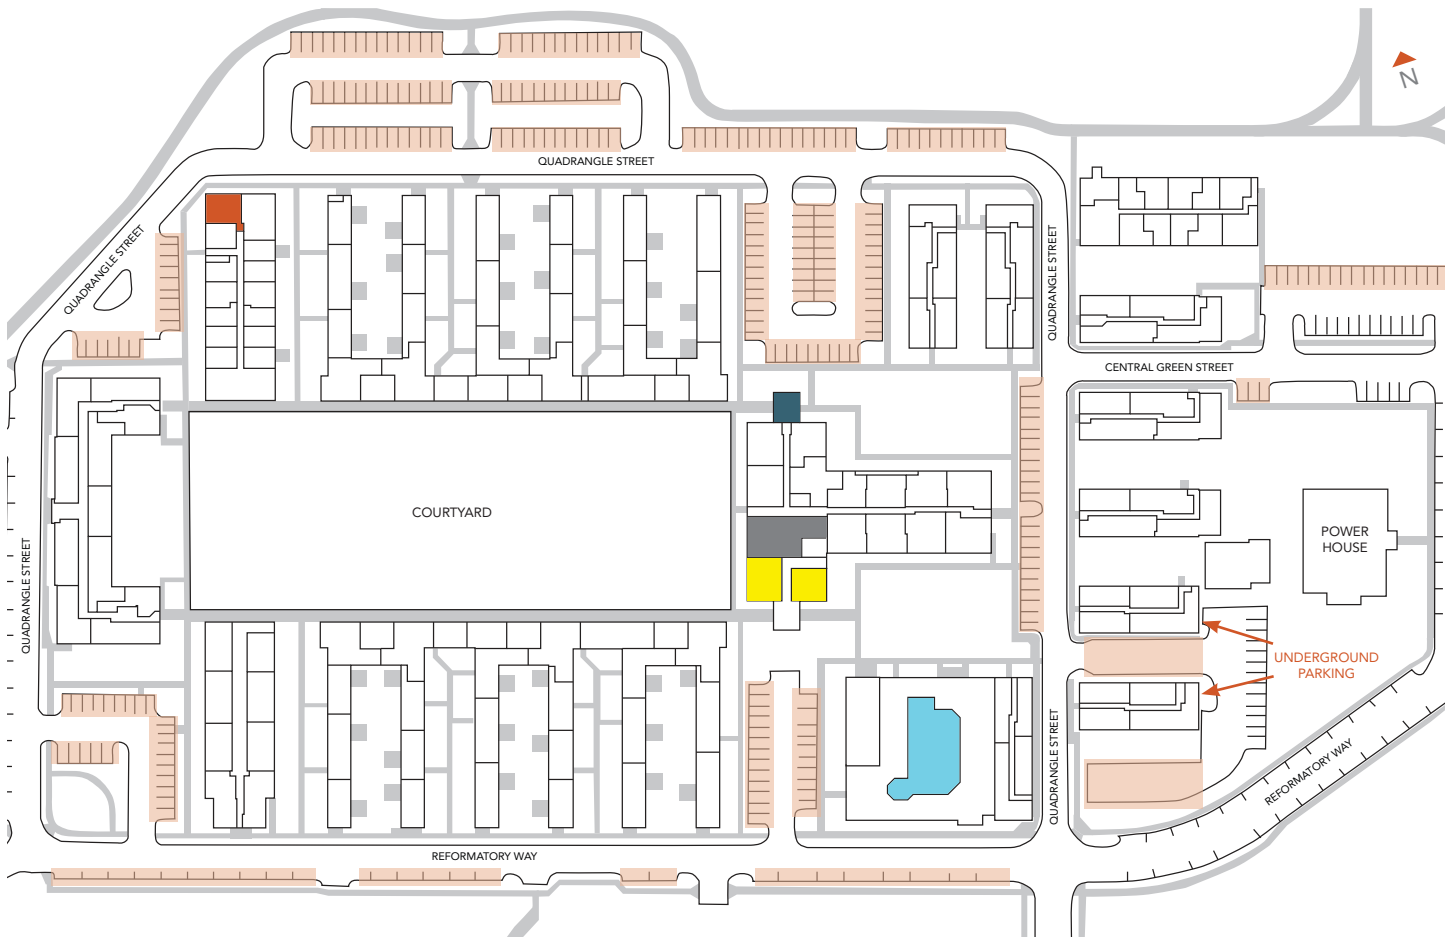 N
QUADRANGLE STREET
QUADRANGLE STREET
QUADRANGLE STREET
CENTRAL GREEN STREET
COURTYARD
POWER
HOUSE
QUADRANGLE STREET
UNDERGROUND
PARKING
QUADRANGLE STREET
REFORMATORY WAY
REFORMATORY WAY